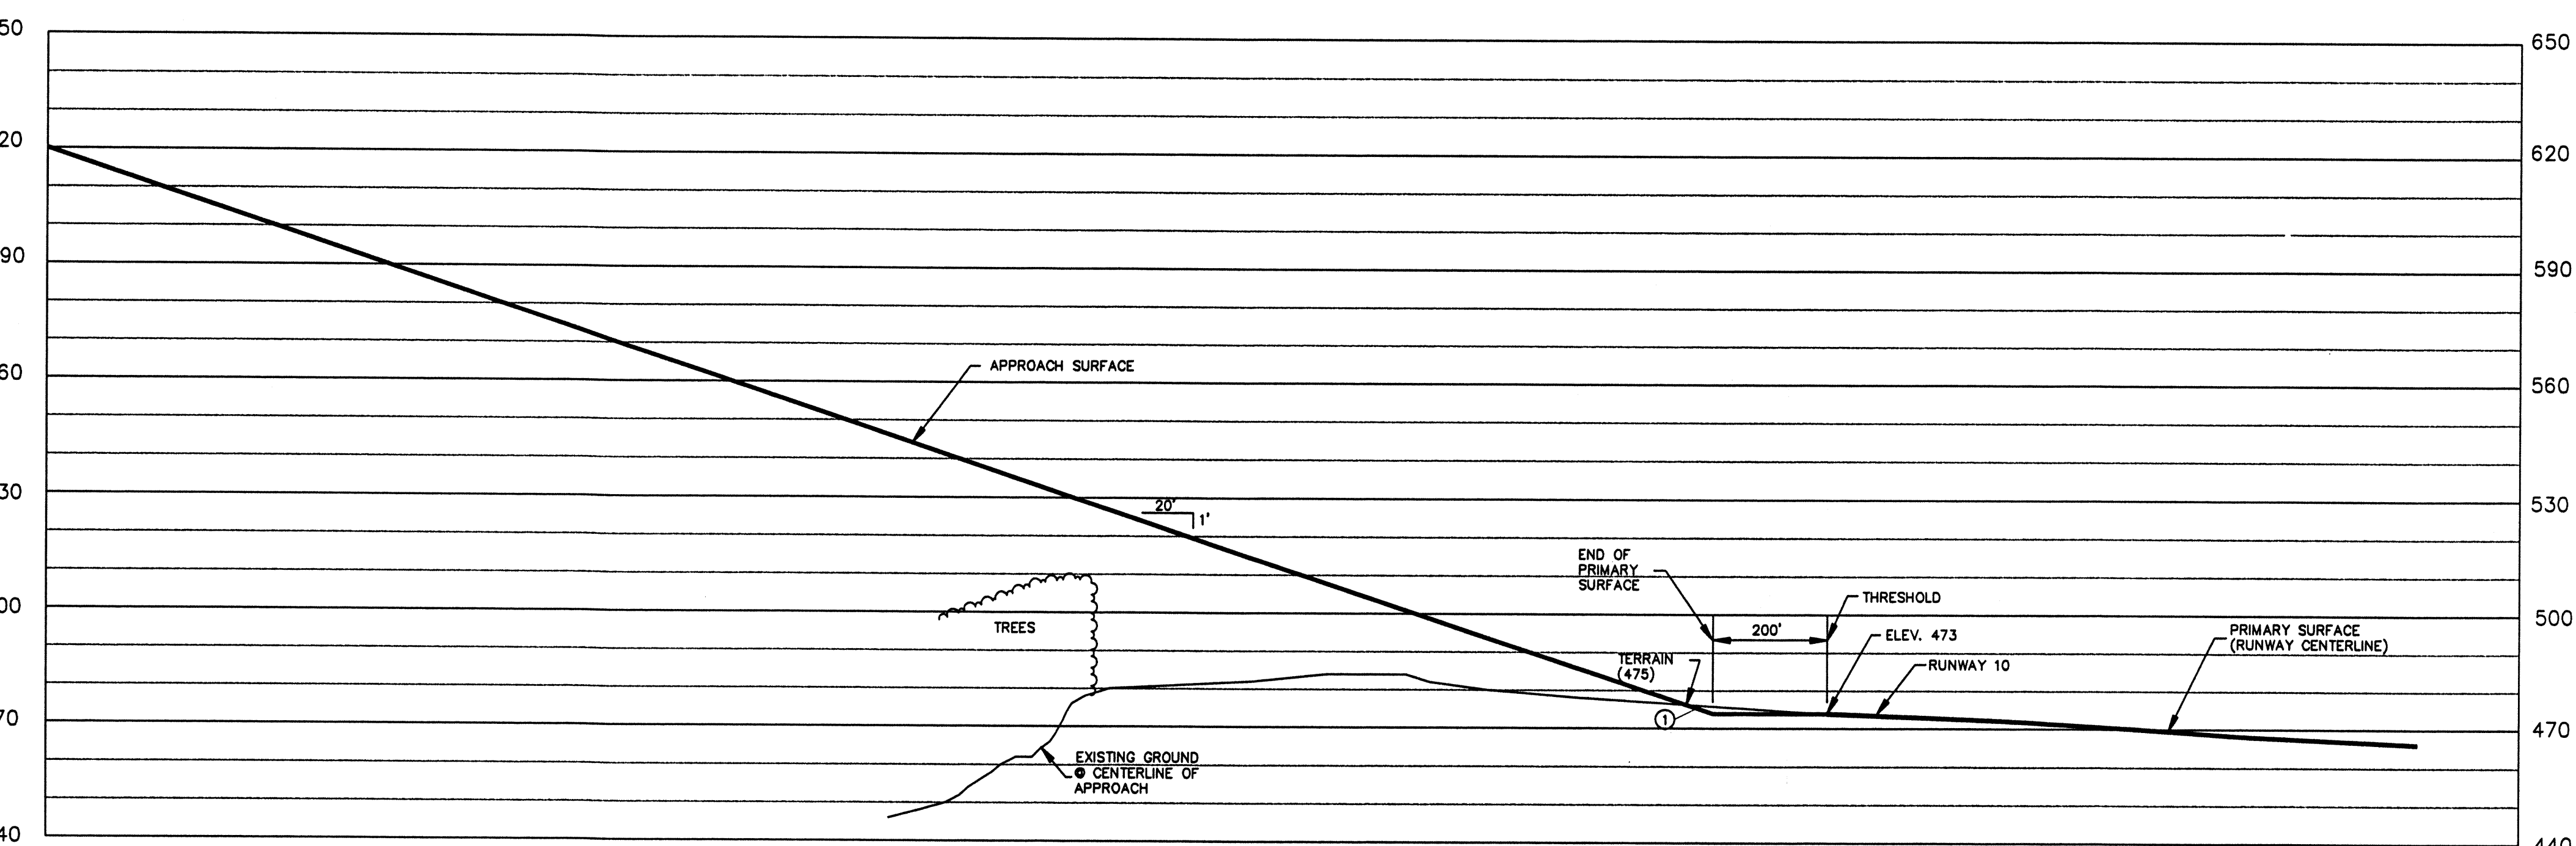 50
650
20
620
90
590
60
560
APPROACH SURFACE
30
530
20'
1'
END OF
PRIMARY
SURFACE
00
500
THRESHOLD
TREES
200'
ELEV. 473
PRIMARY SURFACE
(RUNWAY CENTERLINE)
TERRAIN
(475)
RUNWAY 10
70
470
1
EXISTING GROUND
@ CENTERLINE OF
APPROACH
40
440